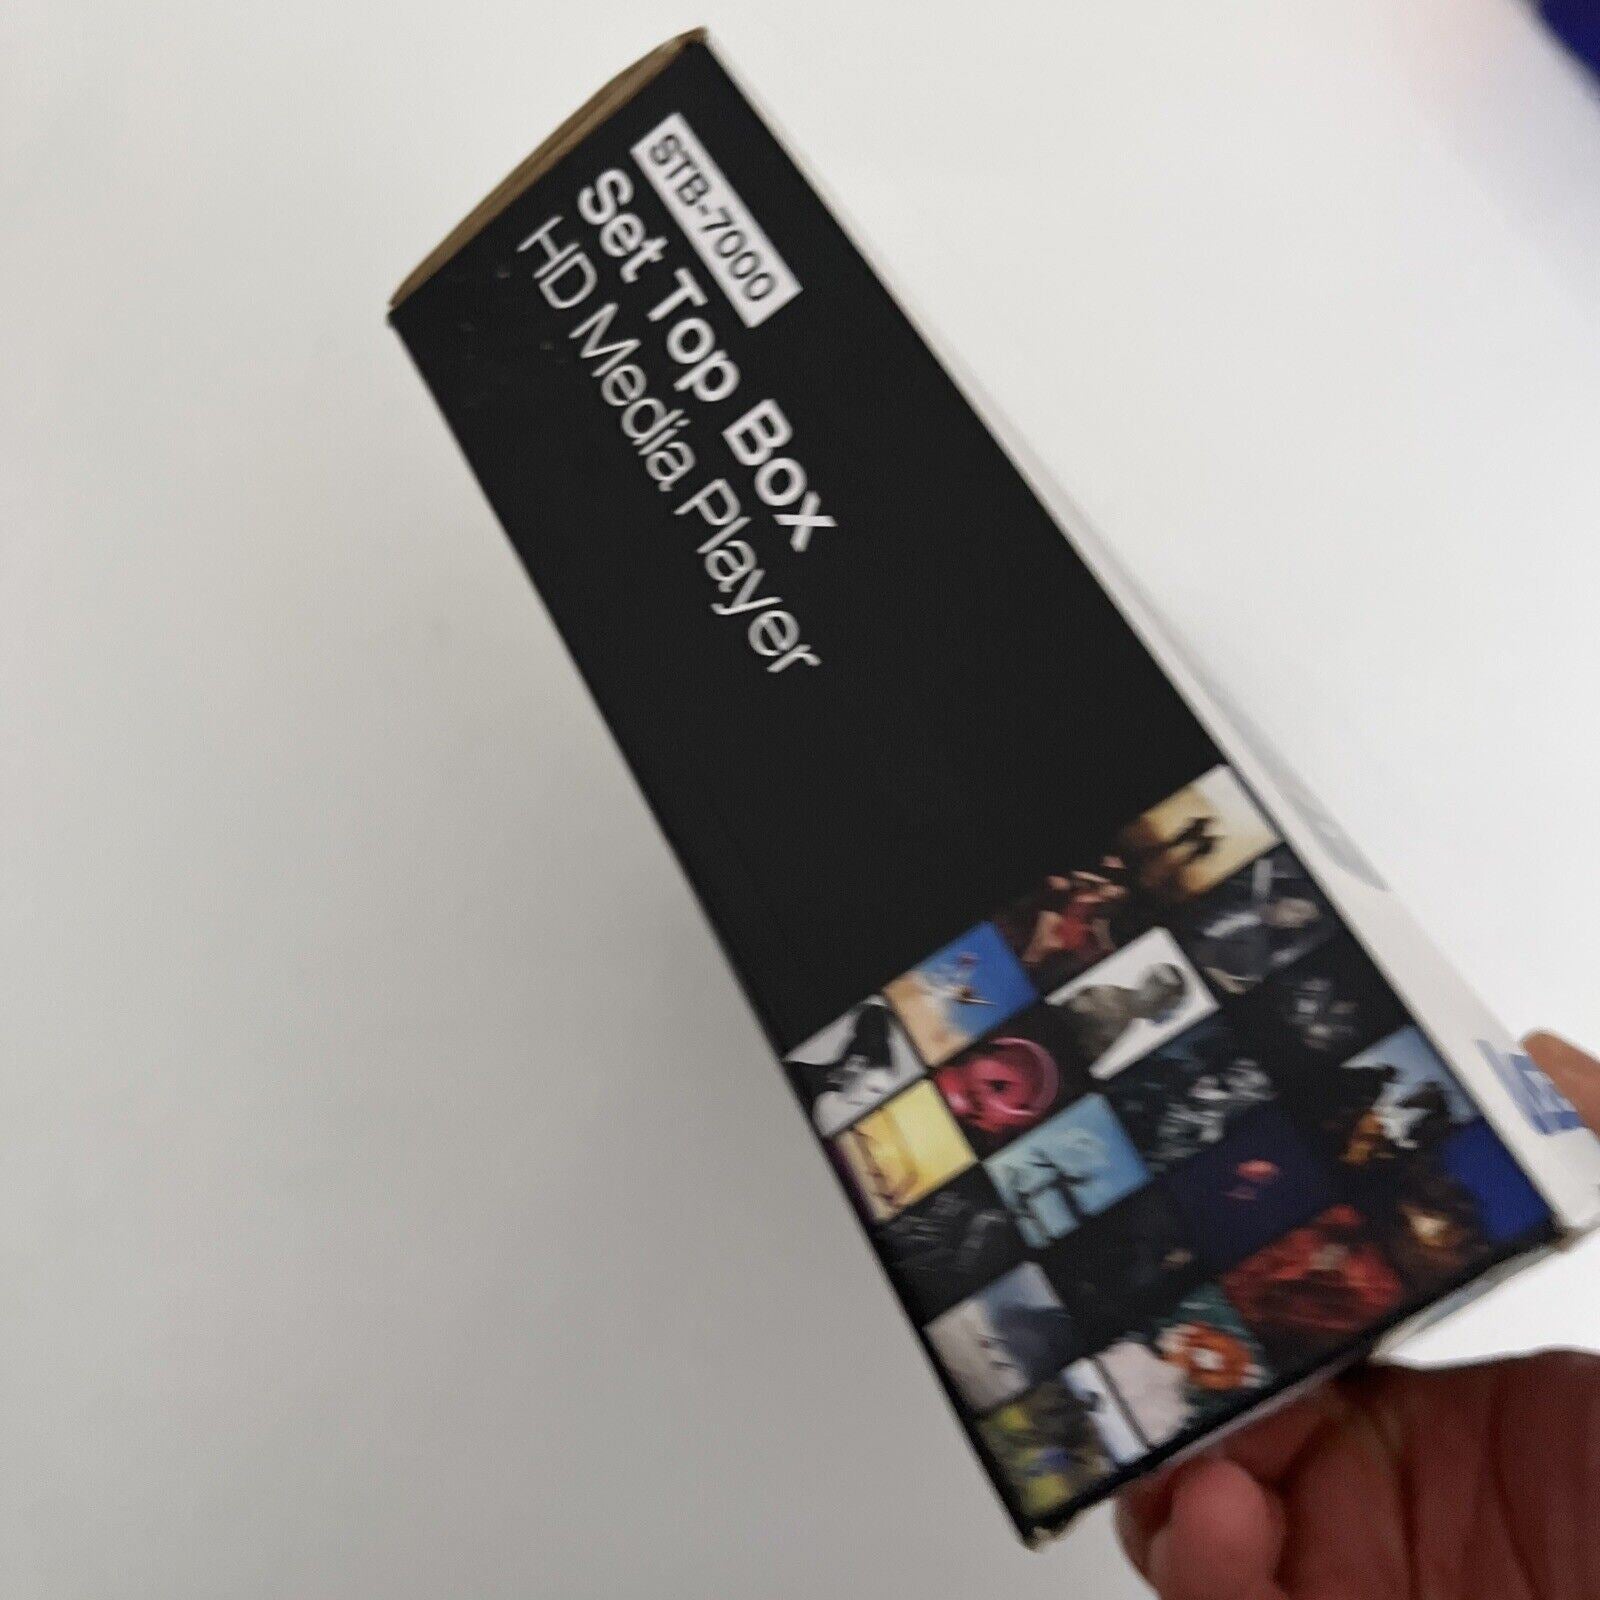 STB-7000
Set Top Box
HD Media Player